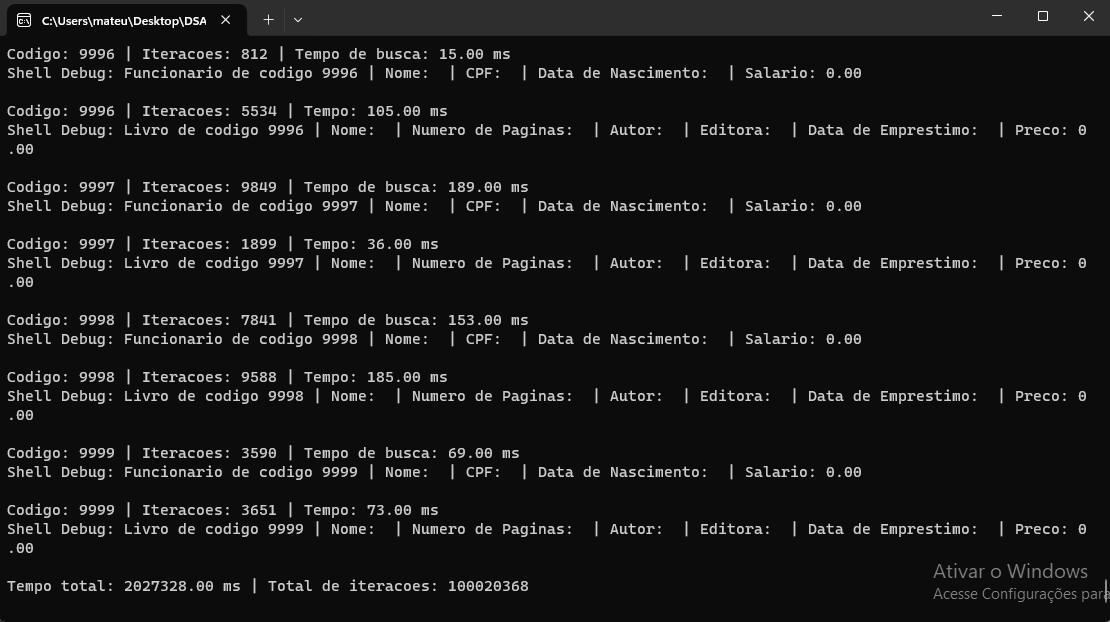 C:\Users\mateu\Desktop\DSA
Codigo: 9996 | Iteracoes: 812 | Tempo de busca: 15.00 ms
Shell Debug: Funcionario de codigo 9996 | Nome:  | CPF:  | Data de Nascimento:  | Salario: 0.00
Codigo: 9996 | Iteracoes: 5534 | Tempo: 105.00 ms
Shell Debug: Livro de codigo 9996 | Nome:  | Numero de Paginas:  | Autor:  | Editora:  | Data de Emprestimo:  | Preco: 0
.00
Codigo: 9997 | Iteracoes: 9849 | Tempo de busca: 189.00 ms
Shell Debug: Funcionario de codigo 9997 | Nome:  | CPF:  | Data de Nascimento:  | Salario: 0.00
Codigo: 9997 | Iteracoes: 1899 | Tempo: 36.00 ms
Shell Debug: Livro de codigo 9997 | Nome:  | Numero de Paginas:  | Autor:  | Editora:  | Data de Emprestimo:  | Preco: 0
.00
Codigo: 9998 | Iteracoes: 7841 | Tempo de busca: 153.00 ms
Shell Debug: Funcionario de codigo 9998 | Nome:  | CPF:  | Data de Nascimento:  | Salario: 0.00
Codigo: 9998 | Iteracoes: 9588 | Tempo: 185.00 ms
Shell Debug: Livro de codigo 9998 | Nome:  | Numero de Paginas:  | Autor:  | Editora:  | Data de Emprestimo:  | Preco: 0
.00
Codigo: 9999 | Iteracoes: 3590 | Tempo de busca: 69.00 ms
Shell Debug: Funcionario de codigo 9999 | Nome:  | CPF:  | Data de Nascimento:  | Salario: 0.00
Codigo: 9999 | Iteracoes: 3651 | Tempo: 73.00 ms
Shell Debug: Livro de codigo 9999 | Nome:  | Numero de Paginas:  | Autor:  | Editora:  | Data de Emprestimo:  | Preco: 0
.00
Tempo total: 2027328.00 ms | Total de iteracoes: 100020368
Ativar o Windows
Acesse Configurações para